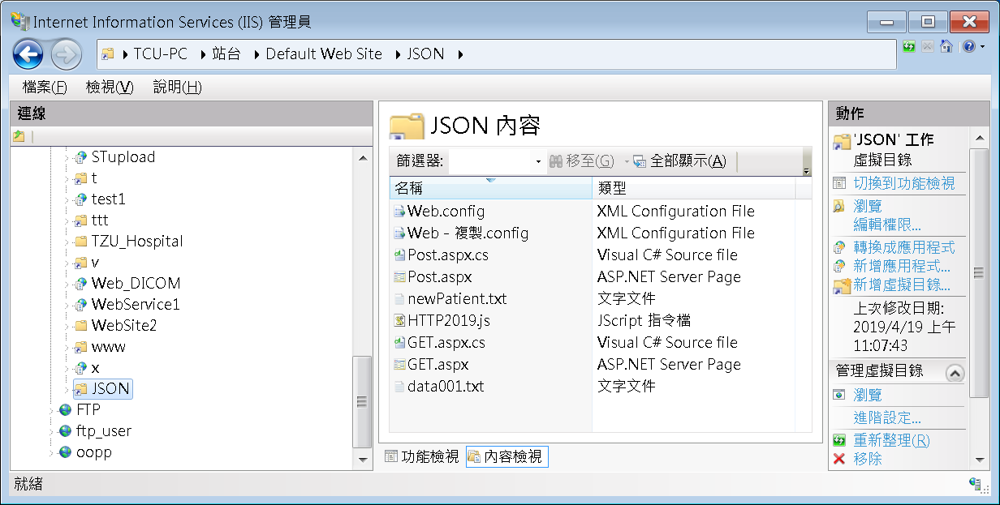 Internet Information Services (IIS) 管理員
TCU-PC 站台 Default Web Site JSON
檔案(F) 檢視(V) 說明(H)
連線
STupload
t
test1
ttt
TZU_Hospital
v
Web_DICOM
WebService1
WebSite2
www
x
JSON
FTP
ftp_user
oopp
JSON 內容
篩選器: 移至(G) 全部顯示(A)
名稱 類型
Web.config XML Configuration File
Web - 複製.config XML Configuration File
Post.aspx.cs Visual C# Source file
Post.aspx ASP.NET Server Page
newPatient.txt 文字文件
HTTP2019.js JScript 指令檔
GET.aspx.cs Visual C# Source file
GET.aspx ASP.NET Server Page
data001.txt 文字文件
功能檢視 內容檢視
動作
'JSON' 工作
虛擬目錄
切換到功能檢視
瀏覽
編輯權限...
轉換成應用程式
新增應用程式...
新增虛擬目錄...
上次修改日期:
2019/4/19 上午
11:07:43
管理虛擬目錄
瀏覽
進階設定...
重新整理(R)
移除
就緒